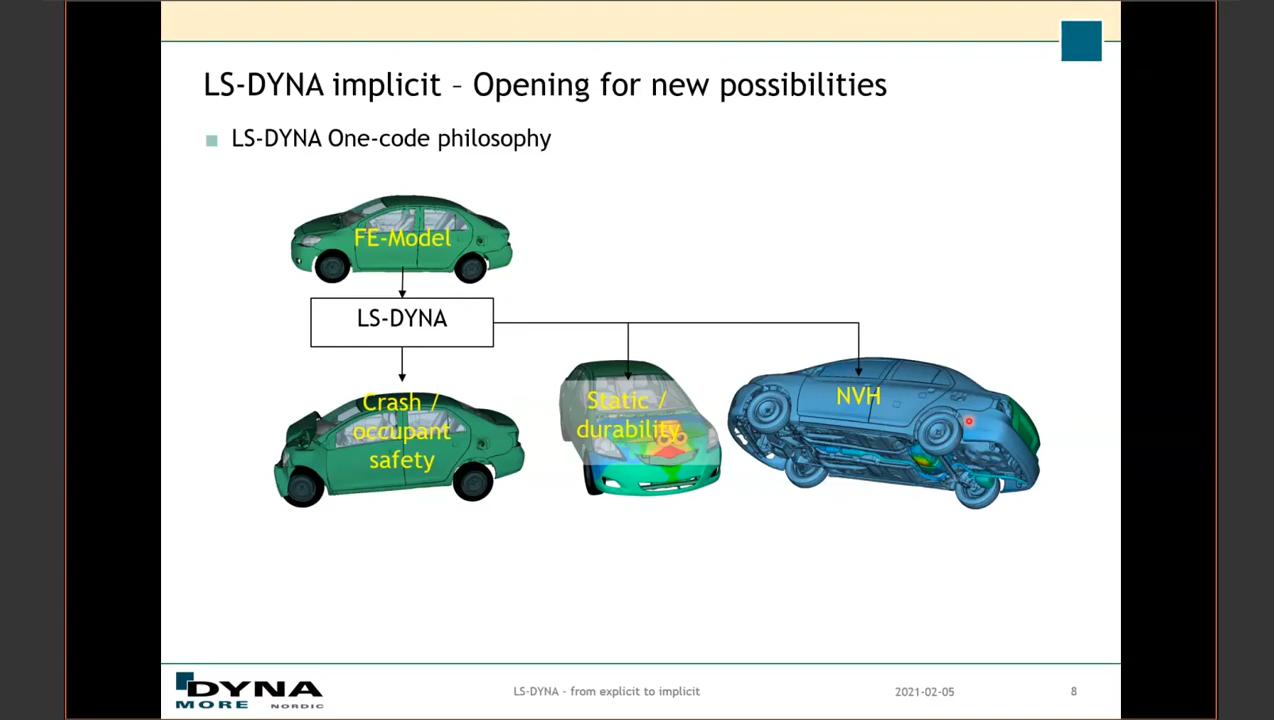 LS-DYNA implicit – Opening for new possibilities
LS-DYNA One-code philosophy
FE-Model
LS-DYNA
Crash /
occupant
safety
Static /
durability
NVH
DYNA
MORE NORDIC
LS-DYNA - from explicit to implicit
2021-02-05
8